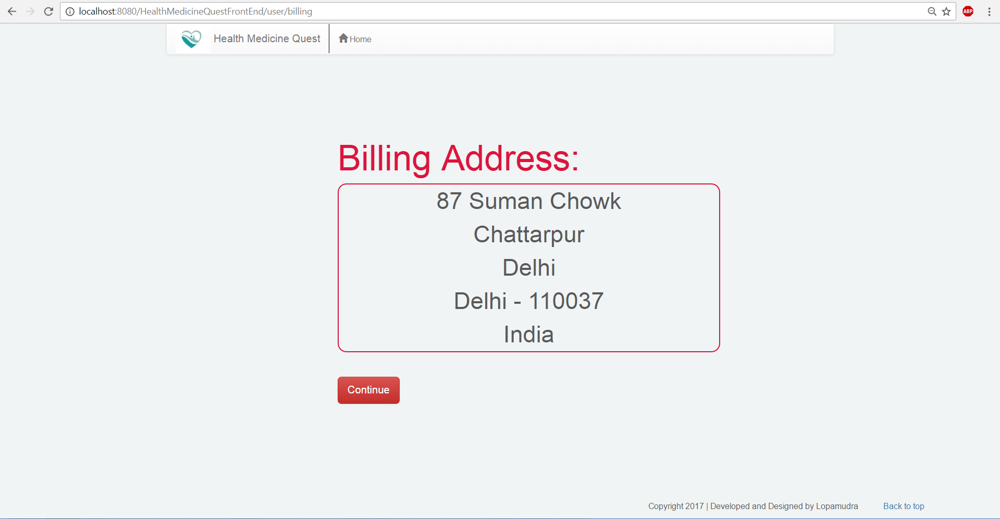 localhost:8080/HealthMedicineQuestFrontEnd/user/billing
ABP
Health Medicine Quest
Home
Billing Address:
87 Suman Chowk
Chattarpur
Delhi
Delhi - 110037
India
Continue
Copyright 2017 | Developed and Designed by Lopamudra
Back to top